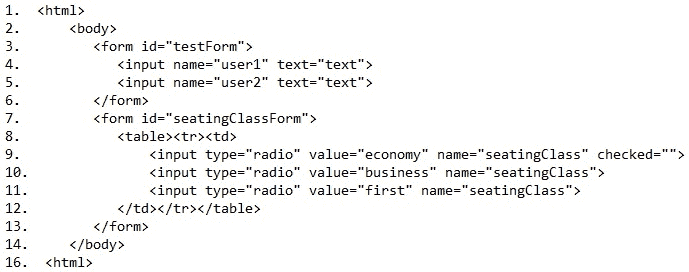 1. <html>
2. <body>
3. <form id="testForm">
4. <input name="user1" text="text">
5. <input name="user2" text="text">
6. </form>
7. <form id="seatingClassForm">
8. <table><tr><td>
9. <input type="radio" value="economy" name="seatingClass" checked="">
10. <input type="radio" value="business" name="seatingClass">
11. <input type="radio" value="first" name="seatingClass">
12. </td></tr></table>
13. </form>
14. </body>
16. <html>